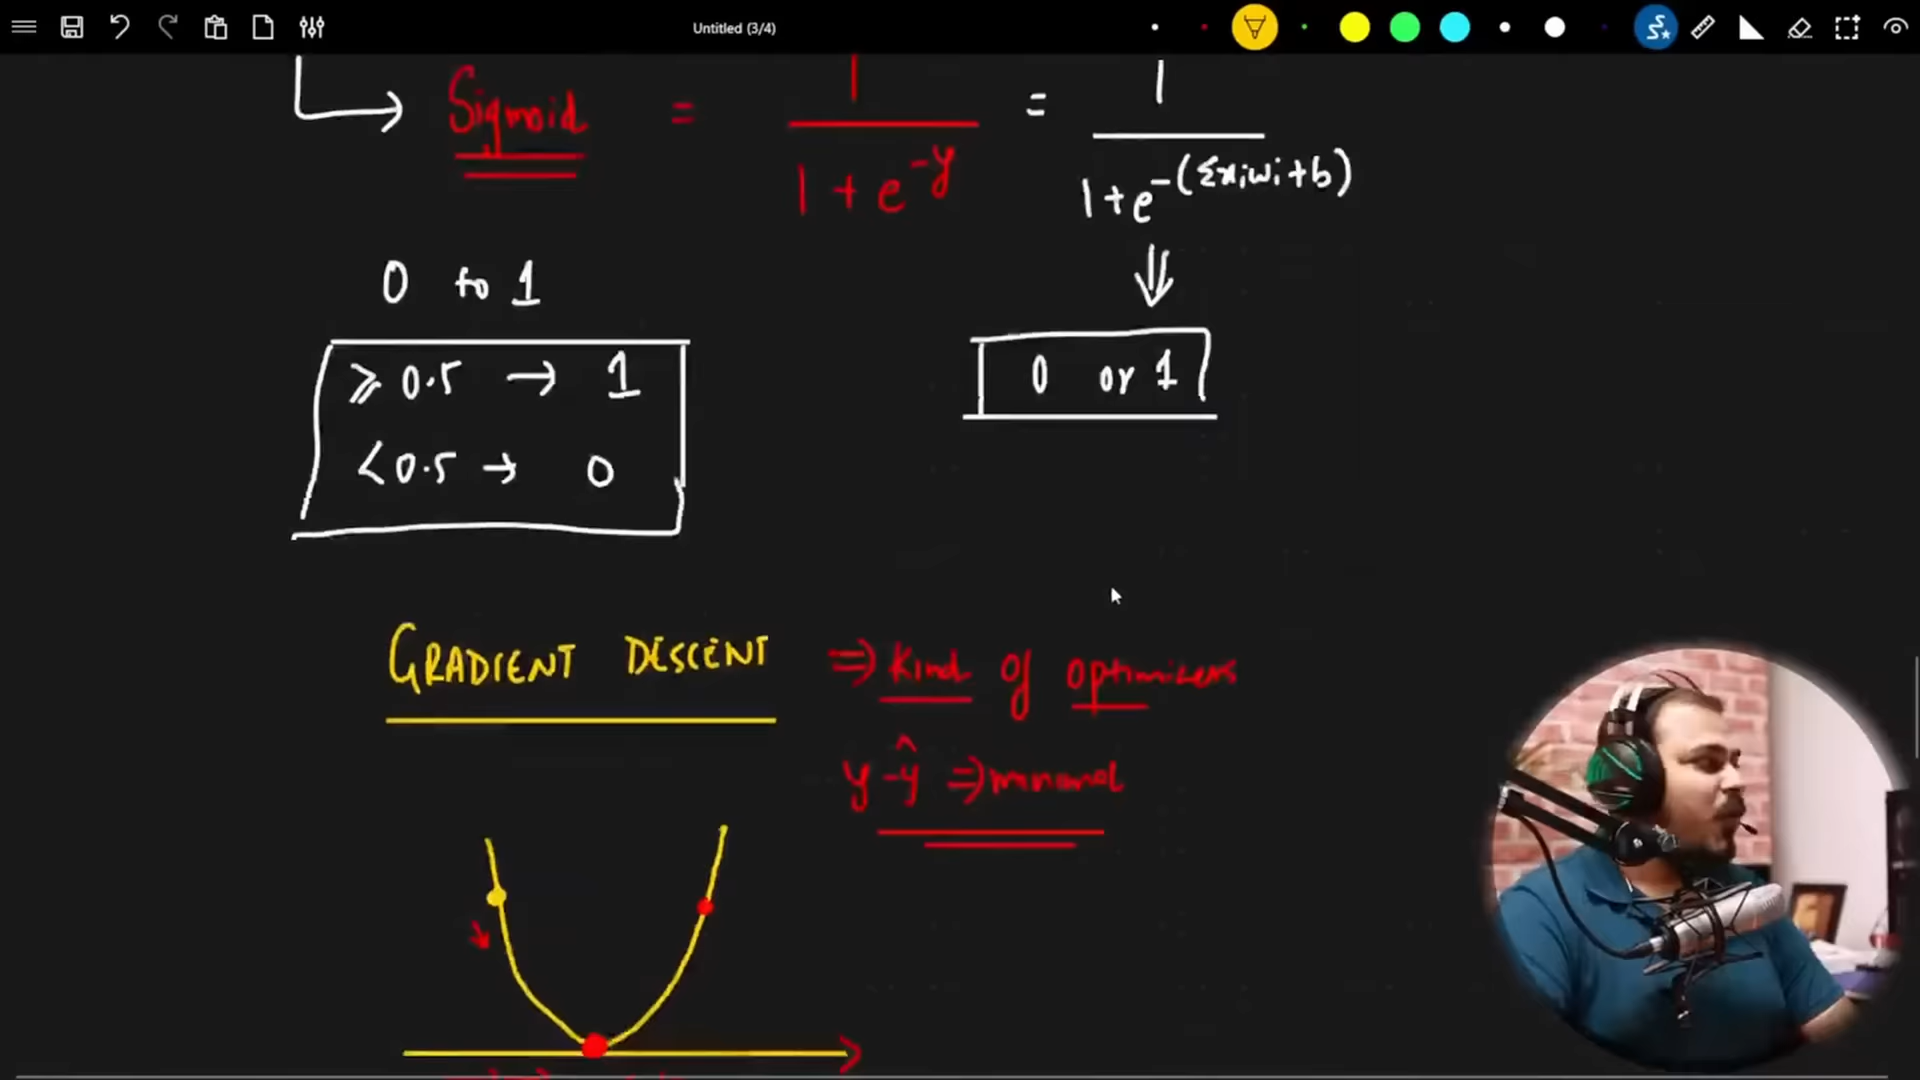 Untitled (3/4)
Sigmoid = 1 / 1 + e^-y = 1 / 1+e^-(Σxᵢwᵢ+b)
0 to 1
⇓
≥ 0.5 → 1
0 or 1
< 0.5 → 0
GRADIENT DESCENT ⇒ Kind of optimizers
y - ŷ ⇒ minimal